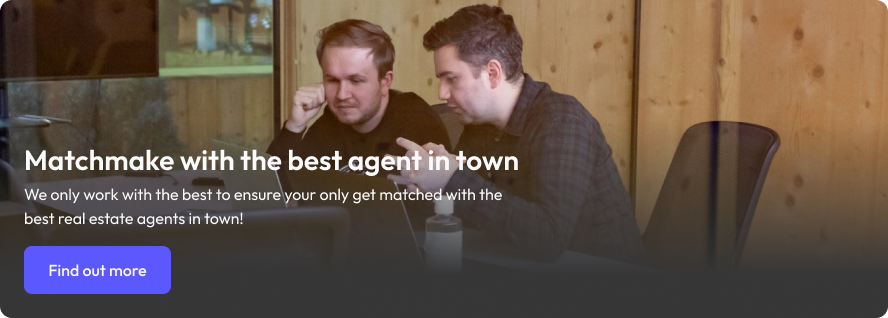 Matchmake with the best agent in town
We only work with the best to ensure your only get matched with the
best real estate agents in town!
Find out more